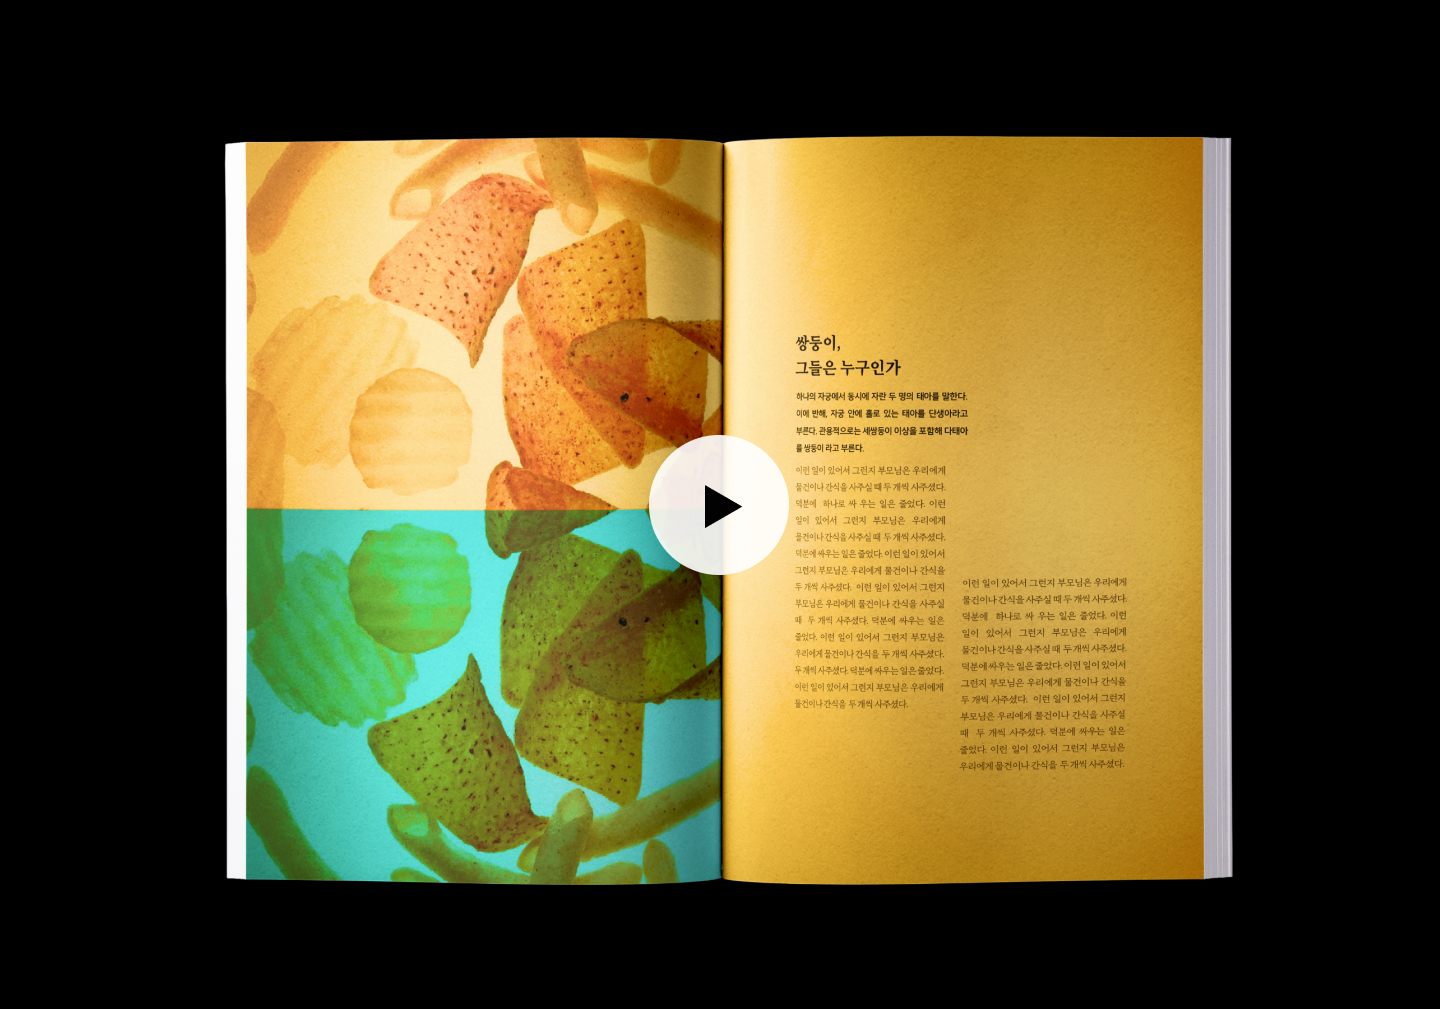 쌍둥이,
그들은 누구인가
하나의 자궁에서 동시에 자란 두 명의 태아를 말한다.
이에 반해, 자궁 안에 홀로 있는 태아를 단생아라고
부른다. 관용적으로는 세쌍둥이 이상을 포함해 다태아
를 쌍둥이 라고 부른다.
이런 일이 있어서 그런지 부모님은 우리에게
물건이나 간식을 사주실 때 두 개씩 사주셨다.
덕분에 하나로 싸 우는 일은 줄었다. 이런
일이 있어서 그런지 부모님은 우리에게
물건이나 간식을 사주실 때 두 개씩 사주셨다.
덕분에 싸우는 일은 줄었다. 이런 일이 있어서
그런지 부모님은 우리에게 물건이나 간식을
두 개씩 사주셨다. 이런 일이 있어서 그런지
부모님은 우리에게 물건이나 간식을 사주실
때 두 개씩 사주셨다. 덕분에 싸우는 일은
줄었다. 이런 일이 있어서 그런지 부모님은
우리에게 물건이나 간식을 두 개씩 사주셨다.
두 개씩 사주셨다. 덕분에 싸우는 일은 줄었다.
이런 일이 있어서 그런지 부모님은 우리에게
물건이나 간식을 두 개씩 사주셨다.
이런 일이 있어서 그런지 부모님은 우리에게
물건이나 간식을 사주실 때 두 개씩 사주셨다.
덕분에 하나로 싸 우는 일은 줄었다. 이런
일이 있어서 그런지 부모님은 우리에게
물건이나 간식을 사주실 때 두 개씩 사주셨다.
덕분에 싸우는 일은 줄었다. 이런 일이 있어서
그런지 부모님은 우리에게 물건이나 간식을
두 개씩 사주셨다. 이런 일이 있어서 그런지
부모님은 우리에게 물건이나 간식을 사주실
때 두 개씩 사주셨다. 덕분에 싸우는 일은
줄었다. 이런 일이 있어서 그런지 부모님은
우리에게 물건이나 간식을 두 개씩 사주셨다.